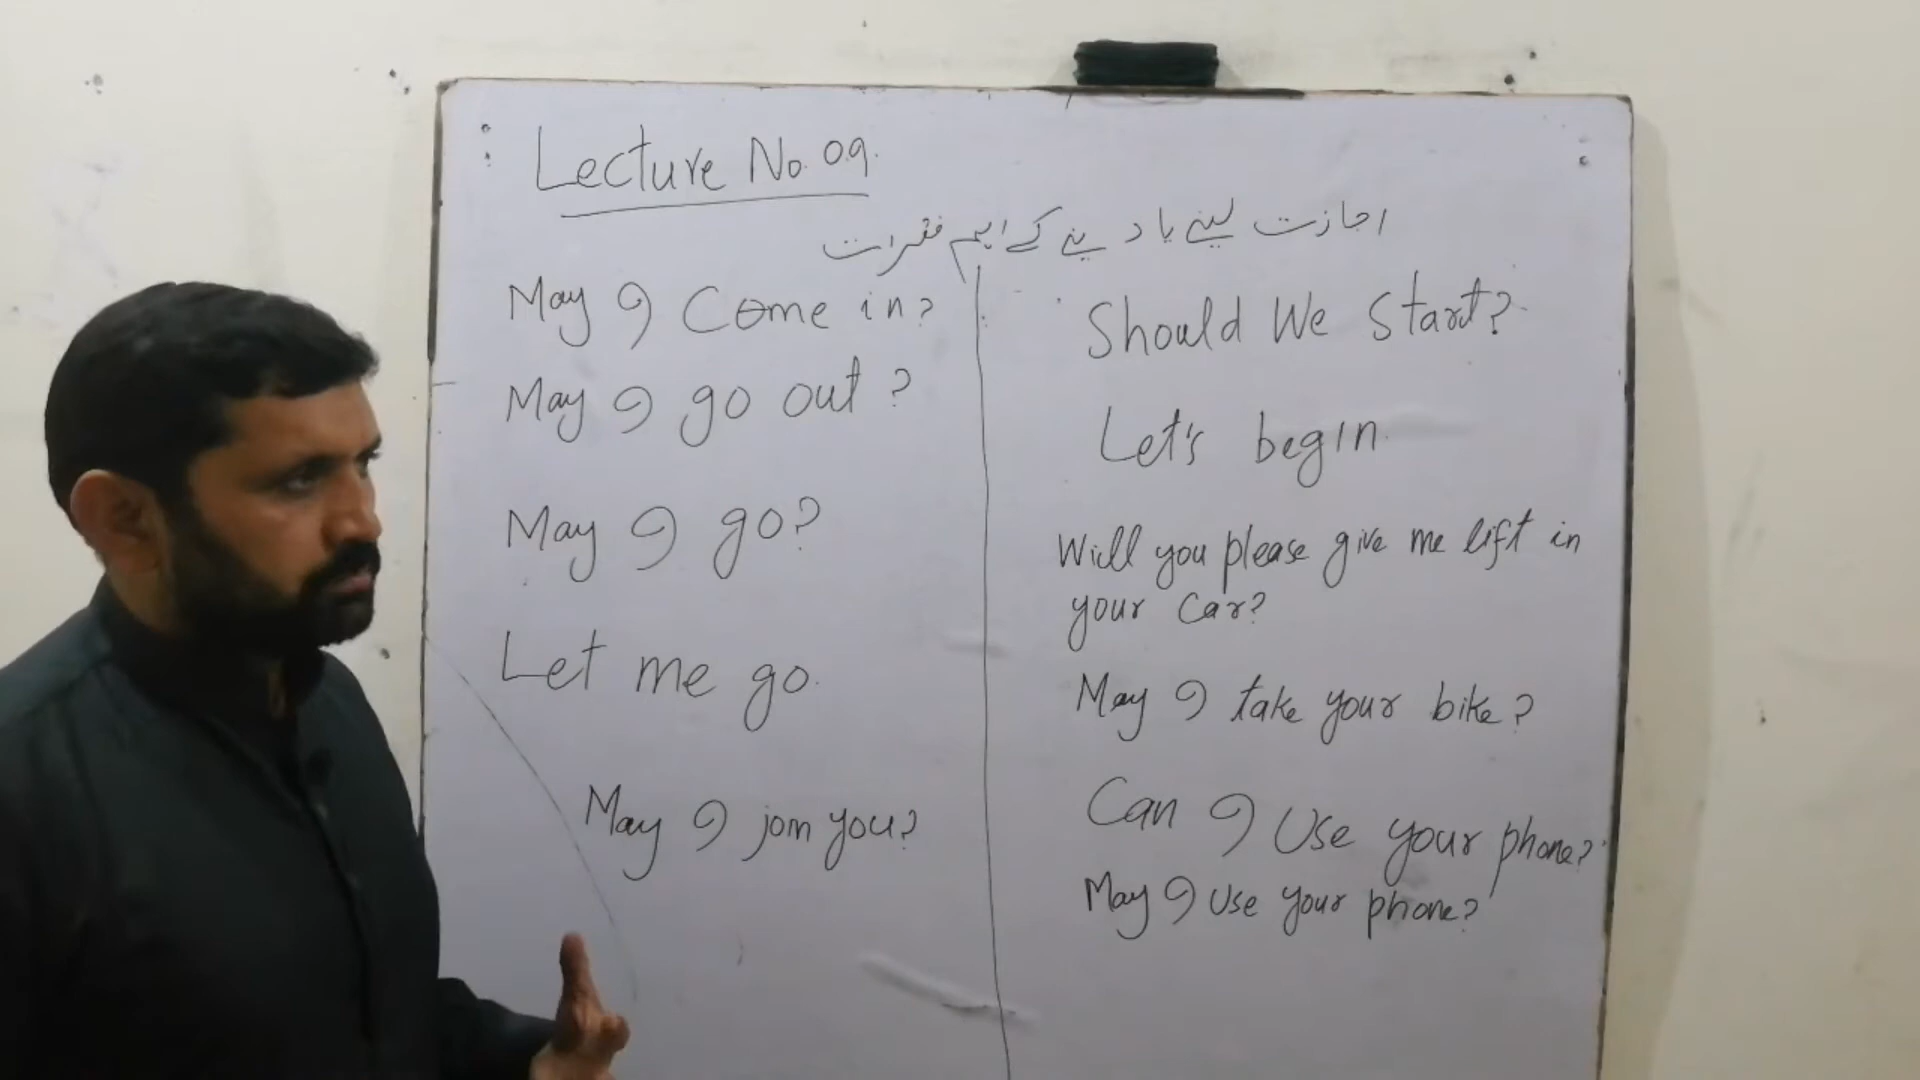 Lecture No. 09.
اجازت لینے یا دینے کے اہم فقرات
May I Come in?
May I go out?
May I go?
Let me go.
May I join you?
Should We Start?
Let's begin.
Will you please give me lift in
your Car?
May I take your bike?
Can I Use your phone?
May I Use your phone?